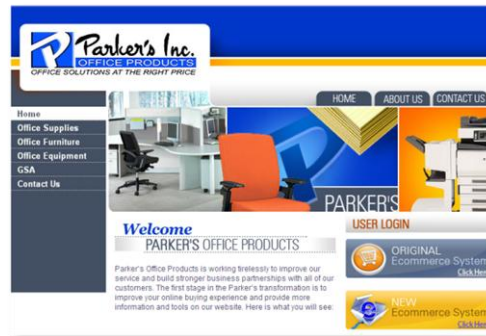 Parker's Inc.
OFFICE PRODUCTS
OFFICE SOLUTIONS AT THE RIGHT PRICE
HOME
ABOUT US
CONTACT US
Home
Office Supplies
Office Furniture
Office Equipment
GSA
Contact Us
PARKER'S
Welcome
PARKER'S OFFICE PRODUCTS
Parker's Office Products is working tirelessly to improve our
service and build stronger business partnerships with all of our
customers. The first stage in the Parker's transformation is to
improve your online buying experience and provide more
information and tools on our website. Here is what you will see:
USER LOGIN
ORIGINAL
Ecommerce System
Click He
NEW
Ecommerce System
Click He